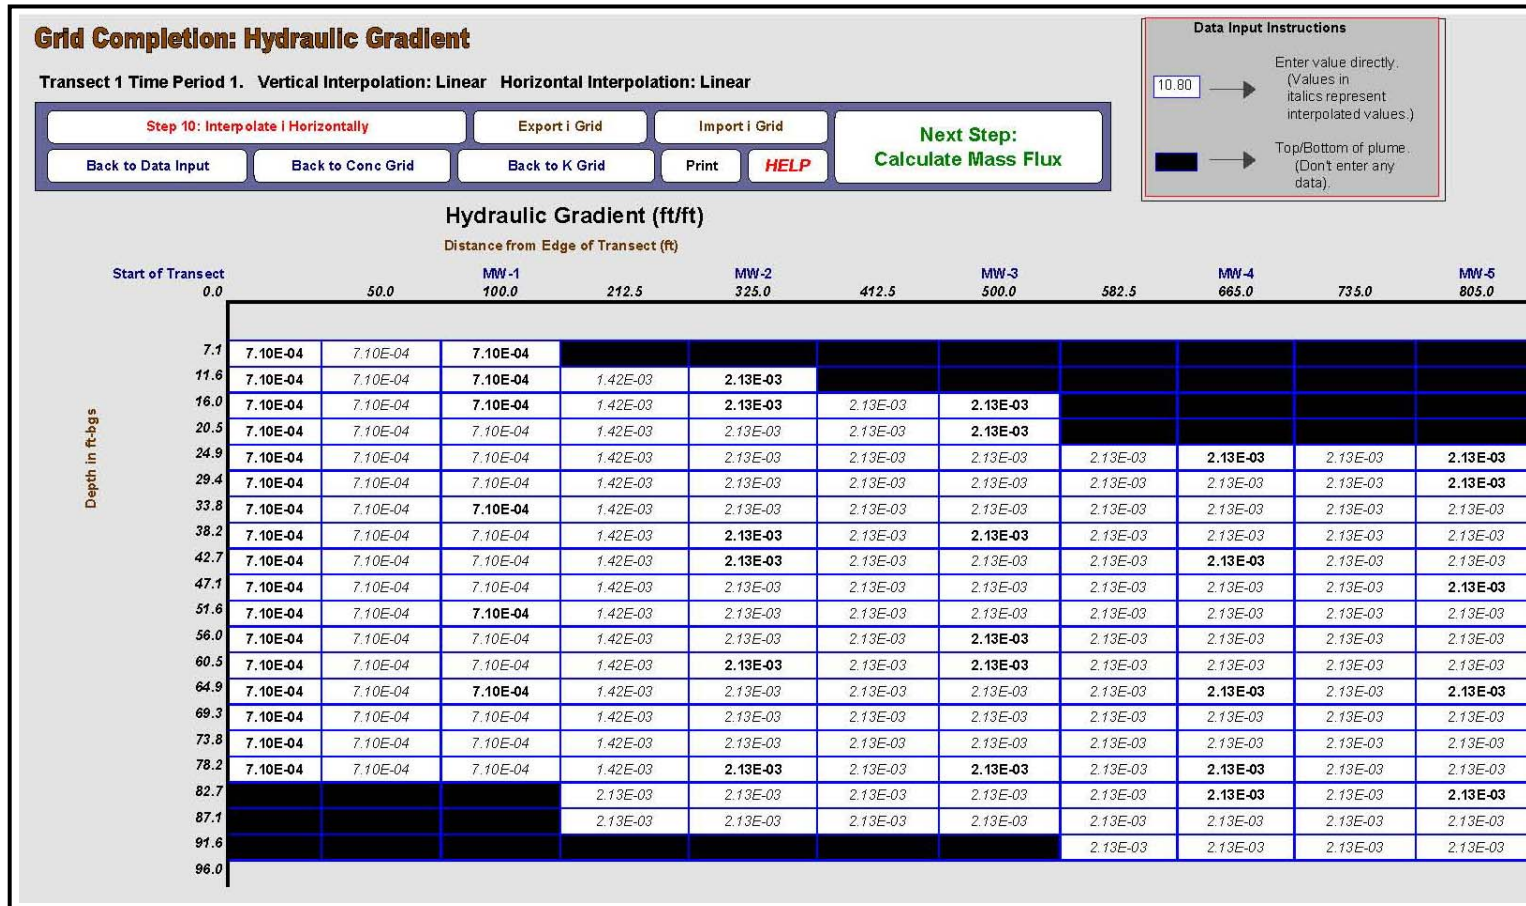 Grid Completion: Hydraulic Gradient
Transect 1 Time Period 1. Vertical Interpolation: Linear Horizontal Interpolation: Linear
Step 10: Interpolate i Horizontally Export i Grid Import i Grid
Back to Data Input Back to Conc Grid Back to K Grid Print HELP
Next Step:
Calculate Mass Flux
Data Input Instructions
10.80
Enter value directly.
(Values in
italics represent
interpolated values.)
Top/Bottom of plume.
(Don't enter any
data).
Hydraulic Gradient (ft/ft)
Distance from Edge of Transect (ft)
Start of Transect MW-1 MW-2 MW-3 MW-4 MW-5
0.0 50.0 100.0 212.5 325.0 412.5 500.0 582.5 665.0 735.0 805.0
Depth in ft-bgs
7.1 7.10E-04 7.10E-04 7.10E-04
11.6 7.10E-04 7.10E-04 7.10E-04 1.42E-03 2.13E-03
16.0 7.10E-04 7.10E-04 7.10E-04 1.42E-03 2.13E-03 2.13E-03 2.13E-03
20.5 7.10E-04 7.10E-04 7.10E-04 1.42E-03 2.13E-03 2.13E-03 2.13E-03
24.9 7.10E-04 7.10E-04 7.10E-04 1.42E-03 2.13E-03 2.13E-03 2.13E-03 2.13E-03 2.13E-03 2.13E-03 2.13E-03
29.4 7.10E-04 7.10E-04 7.10E-04 1.42E-03 2.13E-03 2.13E-03 2.13E-03 2.13E-03 2.13E-03 2.13E-03 2.13E-03
33.8 7.10E-04 7.10E-04 7.10E-04 1.42E-03 2.13E-03 2.13E-03 2.13E-03 2.13E-03 2.13E-03 2.13E-03 2.13E-03
38.2 7.10E-04 7.10E-04 7.10E-04 1.42E-03 2.13E-03 2.13E-03 2.13E-03 2.13E-03 2.13E-03 2.13E-03 2.13E-03
42.7 7.10E-04 7.10E-04 7.10E-04 1.42E-03 2.13E-03 2.13E-03 2.13E-03 2.13E-03 2.13E-03 2.13E-03 2.13E-03
47.1 7.10E-04 7.10E-04 7.10E-04 1.42E-03 2.13E-03 2.13E-03 2.13E-03 2.13E-03 2.13E-03 2.13E-03 2.13E-03
51.6 7.10E-04 7.10E-04 7.10E-04 1.42E-03 2.13E-03 2.13E-03 2.13E-03 2.13E-03 2.13E-03 2.13E-03 2.13E-03
56.0 7.10E-04 7.10E-04 7.10E-04 1.42E-03 2.13E-03 2.13E-03 2.13E-03 2.13E-03 2.13E-03 2.13E-03 2.13E-03
60.5 7.10E-04 7.10E-04 7.10E-04 1.42E-03 2.13E-03 2.13E-03 2.13E-03 2.13E-03 2.13E-03 2.13E-03 2.13E-03
64.9 7.10E-04 7.10E-04 7.10E-04 1.42E-03 2.13E-03 2.13E-03 2.13E-03 2.13E-03 2.13E-03 2.13E-03 2.13E-03
69.3 7.10E-04 7.10E-04 7.10E-04 1.42E-03 2.13E-03 2.13E-03 2.13E-03 2.13E-03 2.13E-03 2.13E-03 2.13E-03
73.8 7.10E-04 7.10E-04 7.10E-04 1.42E-03 2.13E-03 2.13E-03 2.13E-03 2.13E-03 2.13E-03 2.13E-03 2.13E-03
78.2 7.10E-04 7.10E-04 7.10E-04 1.42E-03 2.13E-03 2.13E-03 2.13E-03 2.13E-03 2.13E-03 2.13E-03 2.13E-03
82.7 2.13E-03 2.13E-03 2.13E-03 2.13E-03 2.13E-03 2.13E-03 2.13E-03 2.13E-03
87.1 2.13E-03 2.13E-03 2.13E-03 2.13E-03 2.13E-03 2.13E-03 2.13E-03 2.13E-03
91.6 2.13E-03 2.13E-03 2.13E-03 2.13E-03
96.0